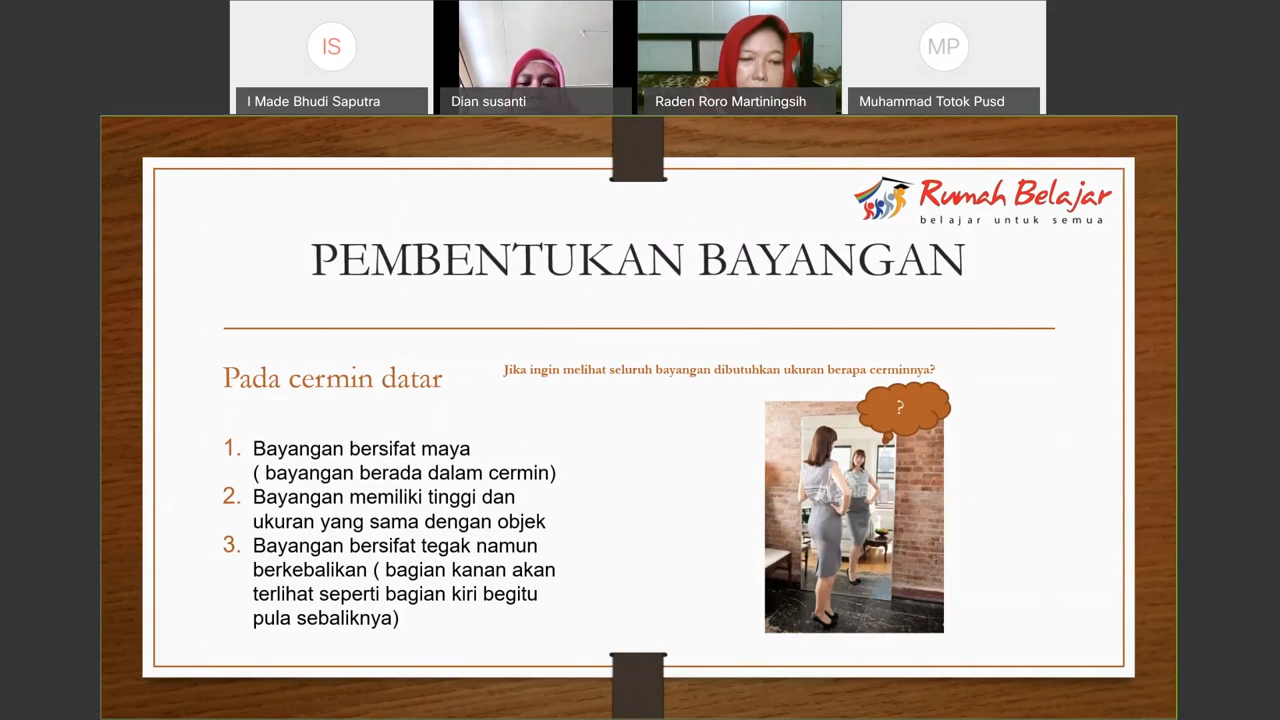 IS
I Made Bhudi Saputra
Dian susanti
Raden Roro Martiningsih
MP
Muhammad Totok Pusd
Rumah Belajar
belajar untuk semua
PEMBENTUKAN BAYANGAN
Pada cermin datar
Jika ingin melihat seluruh bayangan dibutuhkan ukuran berapa cerminnya?
?
1. Bayangan bersifat maya
( bayangan berada dalam cermin)
2. Bayangan memiliki tinggi dan
ukuran yang sama dengan objek
3. Bayangan bersifat tegak namun
berkebalikan ( bagian kanan akan
terlihat seperti bagian kiri begitu
pula sebaliknya)